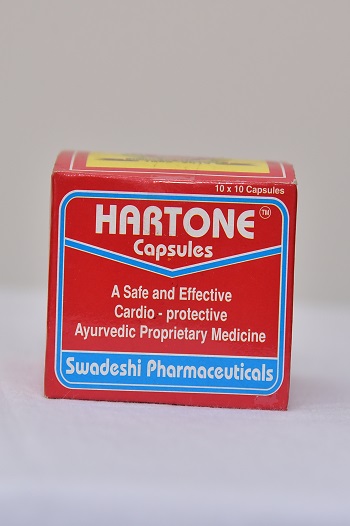 10 x 10 Capsules
HARTONE™
Capsules
A Safe and Effective
Cardio - protective
Ayurvedic Proprietary Medicine
Swadeshi Pharmaceuticals